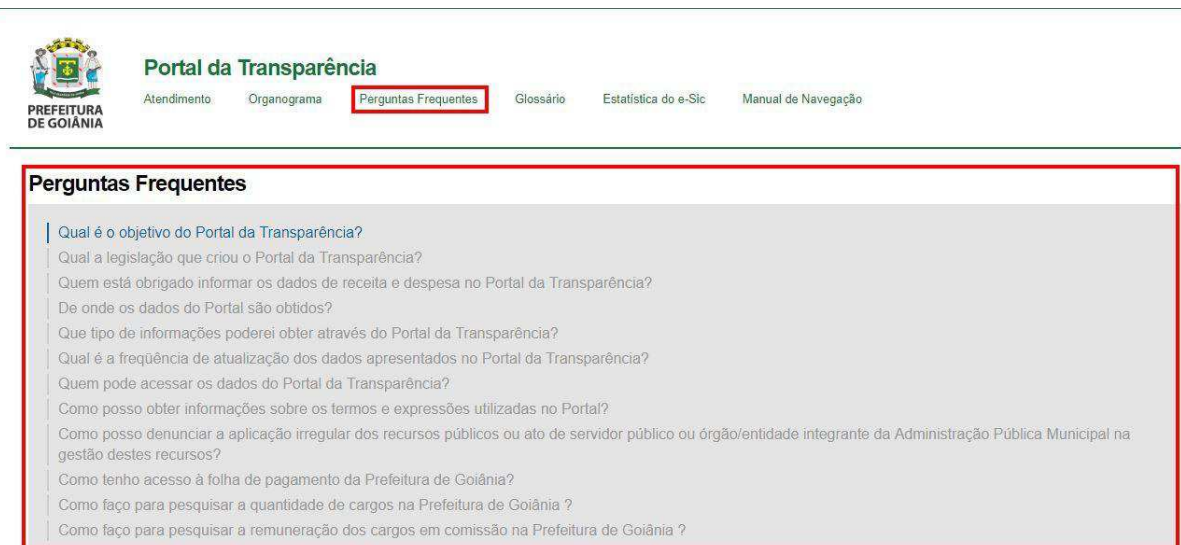 Portal da Transparência
Atendimento Organograma Perguntas Frequentes Glossário Estatística do e-Sic Manual de Navegação
PREFEITURA
DE GOIÂNIA
Perguntas Frequentes
Qual é o objetivo do Portal da Transparência?
Qual a legislação que criou o Portal da Transparência?
Quem está obrigado informar os dados de receita e despesa no Portal da Transparência?
De onde os dados do Portal são obtidos?
Que tipo de informações poderei obter através do Portal da Transparência?
Qual é a freqüência de atualização dos dados apresentados no Portal da Transparência?
Quem pode acessar os dados do Portal da Transparência?
Como posso obter informações sobre os termos e expressões utilizadas no Portal?
Como posso denunciar a aplicação irregular dos recursos públicos ou ato de servidor público ou órgão/entidade integrante da Administração Pública Municipal na
gestão destes recursos?
Como tenho acesso à folha de pagamento da Prefeitura de Goiânia?
Como faço para pesquisar a quantidade de cargos na Prefeitura de Goiânia ?
Como faço para pesquisar a remuneração dos cargos em comissão na Prefeitura de Goiânia ?